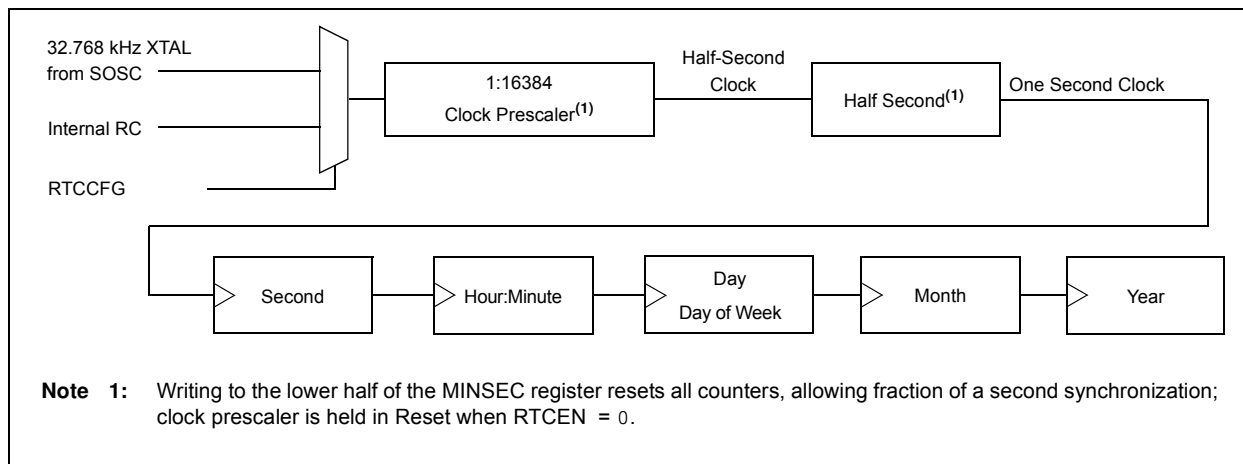 32.768 kHz XTAL
from SOSC
Internal RC
RTCCFG
1:16384
Clock Prescaler(1)
Half-Second
Clock
Half Second(1)
One Second Clock
Second
Hour:Minute
Day
Day of Week
Month
Year
Note 1: Writing to the lower half of the MINSEC register resets all counters, allowing fraction of a second synchronization;
clock prescaler is held in Reset when RTCEN = 0.